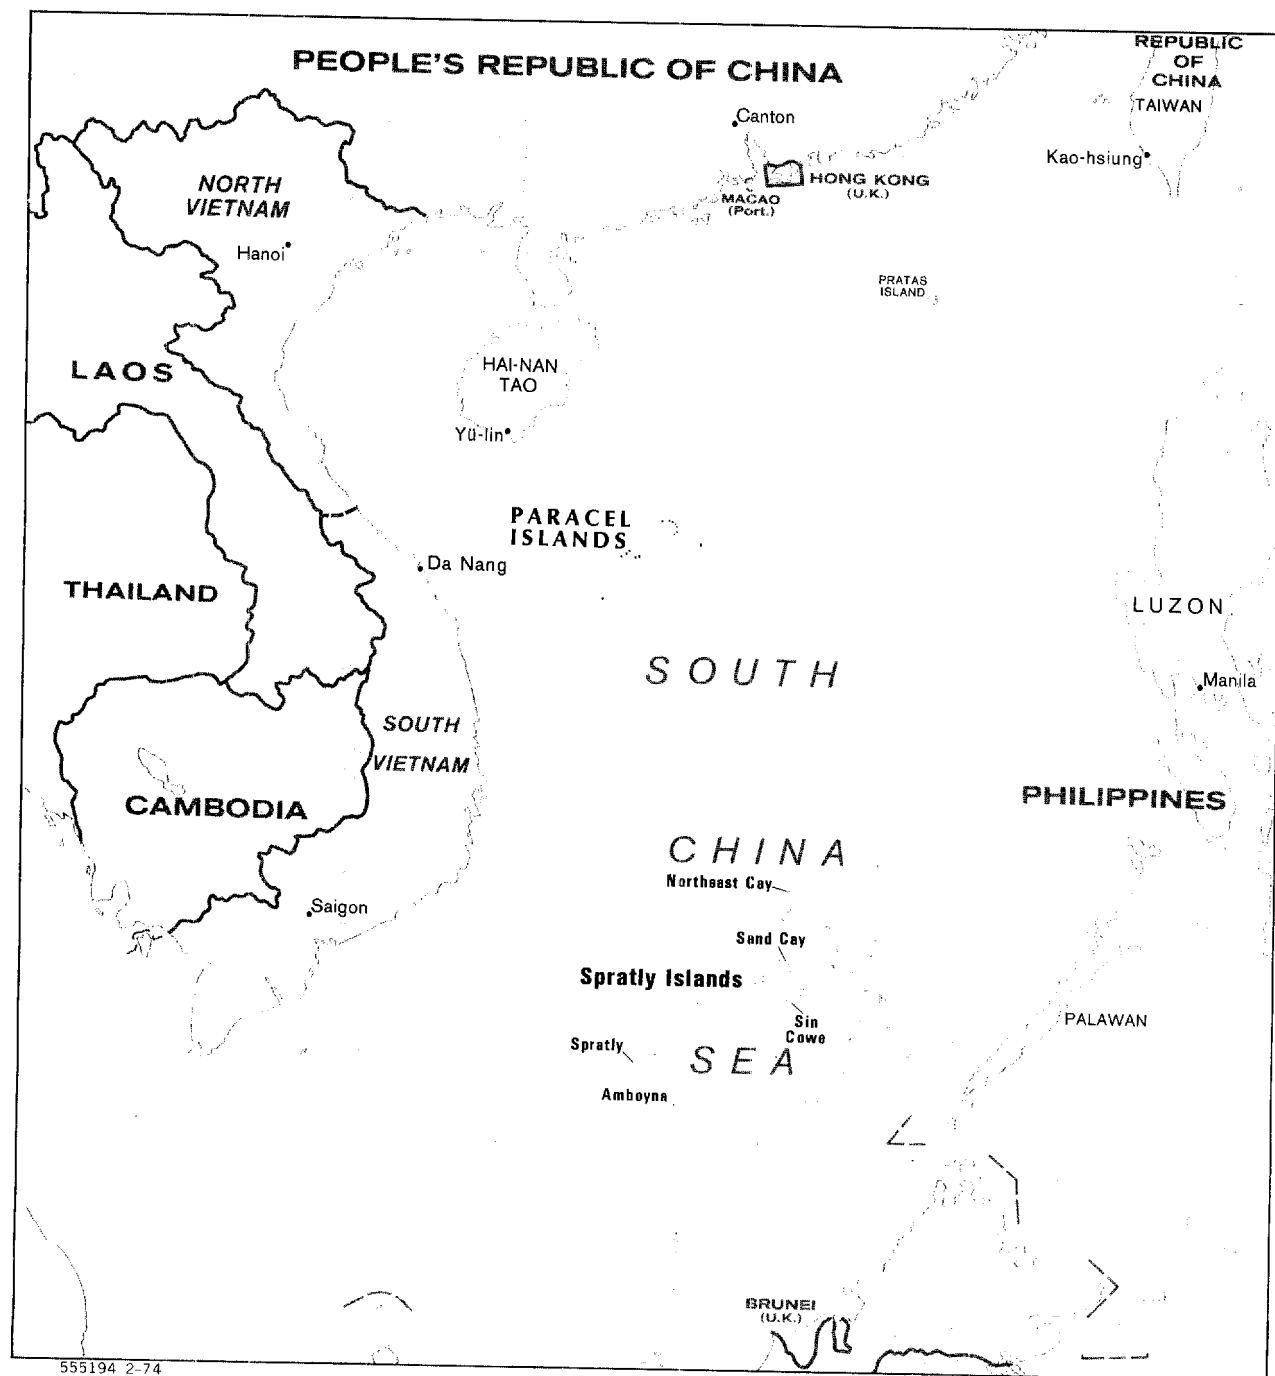 PEOPLE'S REPUBLIC OF CHINA
REPUBLIC
OF
CHINA
TAIWAN
Kao-hsiung
Canton
HONG KONG
(U.K.)
MACAO
(Port.)
NORTH
VIETNAM
Hanoi
PRATAS
ISLAND
LAOS
HAI-NAN
TAO
Yü-lin
PARACEL
ISLANDS
Da Nang
THAILAND
LUZON
SOUTH
Manila
SOUTH
VIETNAM
PHILIPPINES
CAMBODIA
CHINA
Northeast Cay
Saigon
Sand Cay
Spratly Islands
Sin
Cowe
PALAWAN
Spratly
SEA
Amboyna
BRUNEI
(U.K.)
555194 2-74